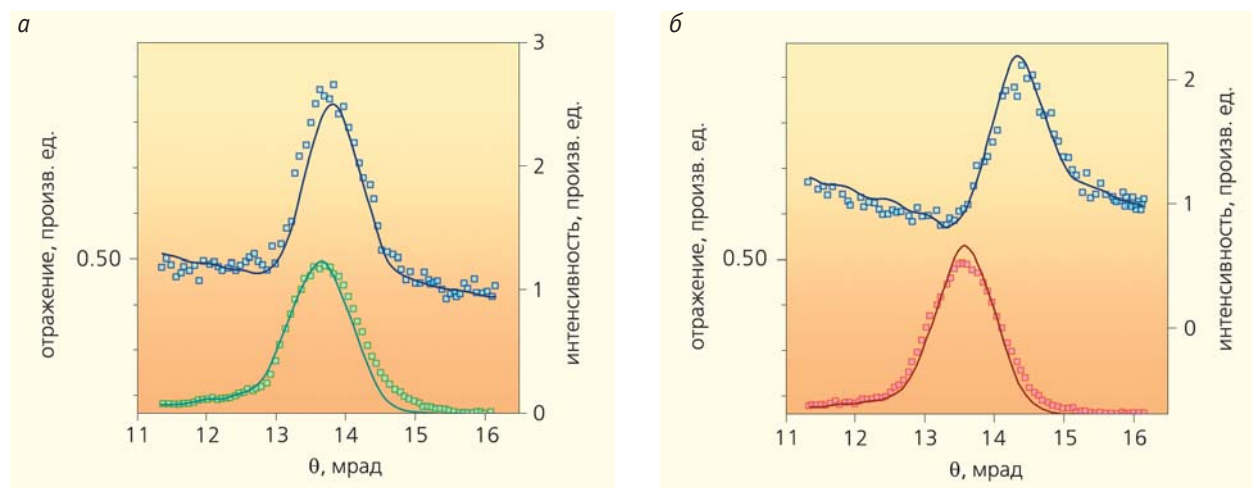 а
отражение, произв. ед.
0.50
3
2
1
0
интенсивность, произв. ед.
11 12 13 14 15 16
θ, мрад
б
отражение, произв. ед.
0.50
2
1
0
интенсивность, произв. ед.
11 12 13 14 15 16
θ, мрад